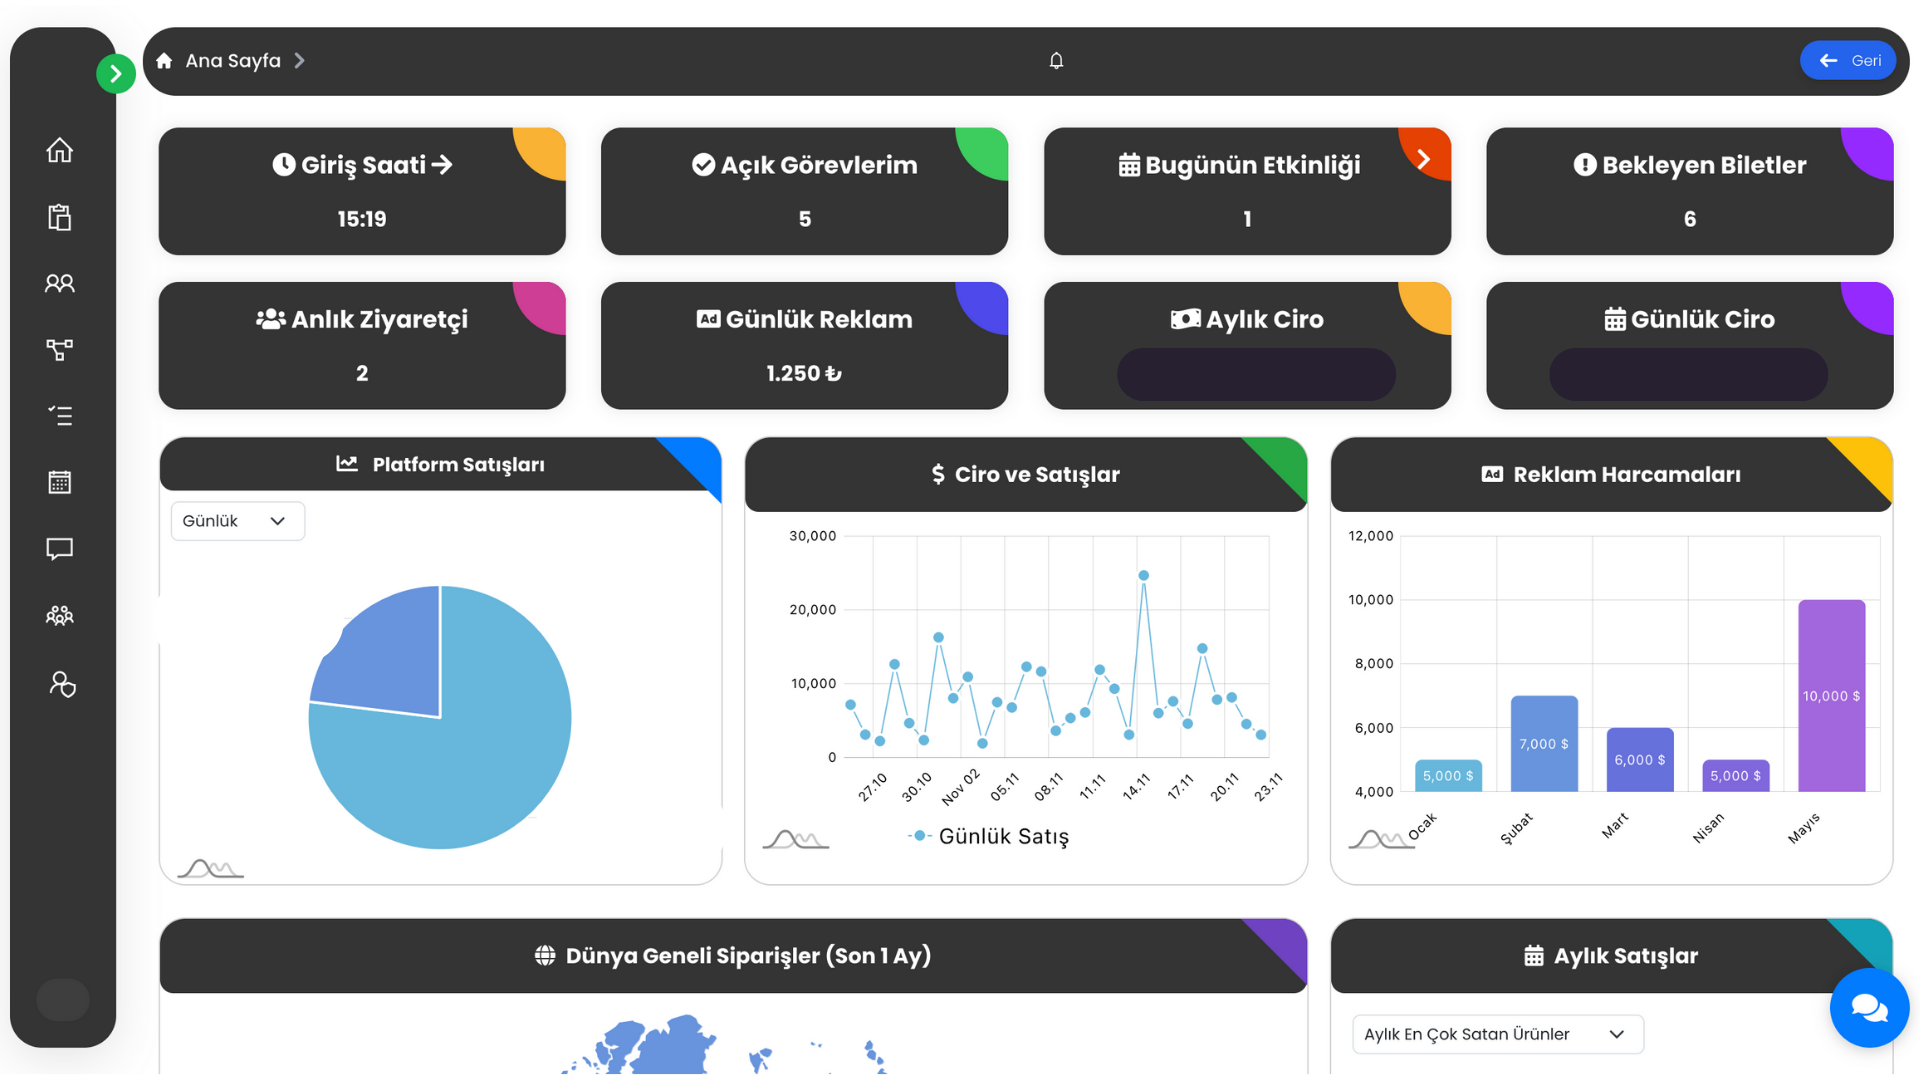 Ana Sayfa
Geri
Giriş Saati
15:19
Açık Görevlerim
5
Bugünün Etkinliği
1
Bekleyen Biletler
6
Anlık Ziyaretçi
2
Ad Günlük Reklam
1.250 ₺
Aylık Ciro
Günlük Ciro
Platform Satışları
Günlük
$ Ciro ve Satışlar
30,000
20,000
10,000
0
27.10
30.10
Nov 02
05.11
08.11
11.11
14.11
17.11
20.11
23.11
Günlük Satış
Ad Reklam Harcamaları
12,000
10,000
8,000
6,000
4,000
5,000 $
7,000 $
6,000 $
5,000 $
10,000 $
Ocak
Şubat
Mart
Nisan
Mayıs
Dünya Geneli Siparişler (Son 1 Ay)
Aylık Satışlar
Aylık En Çok Satan Ürünler